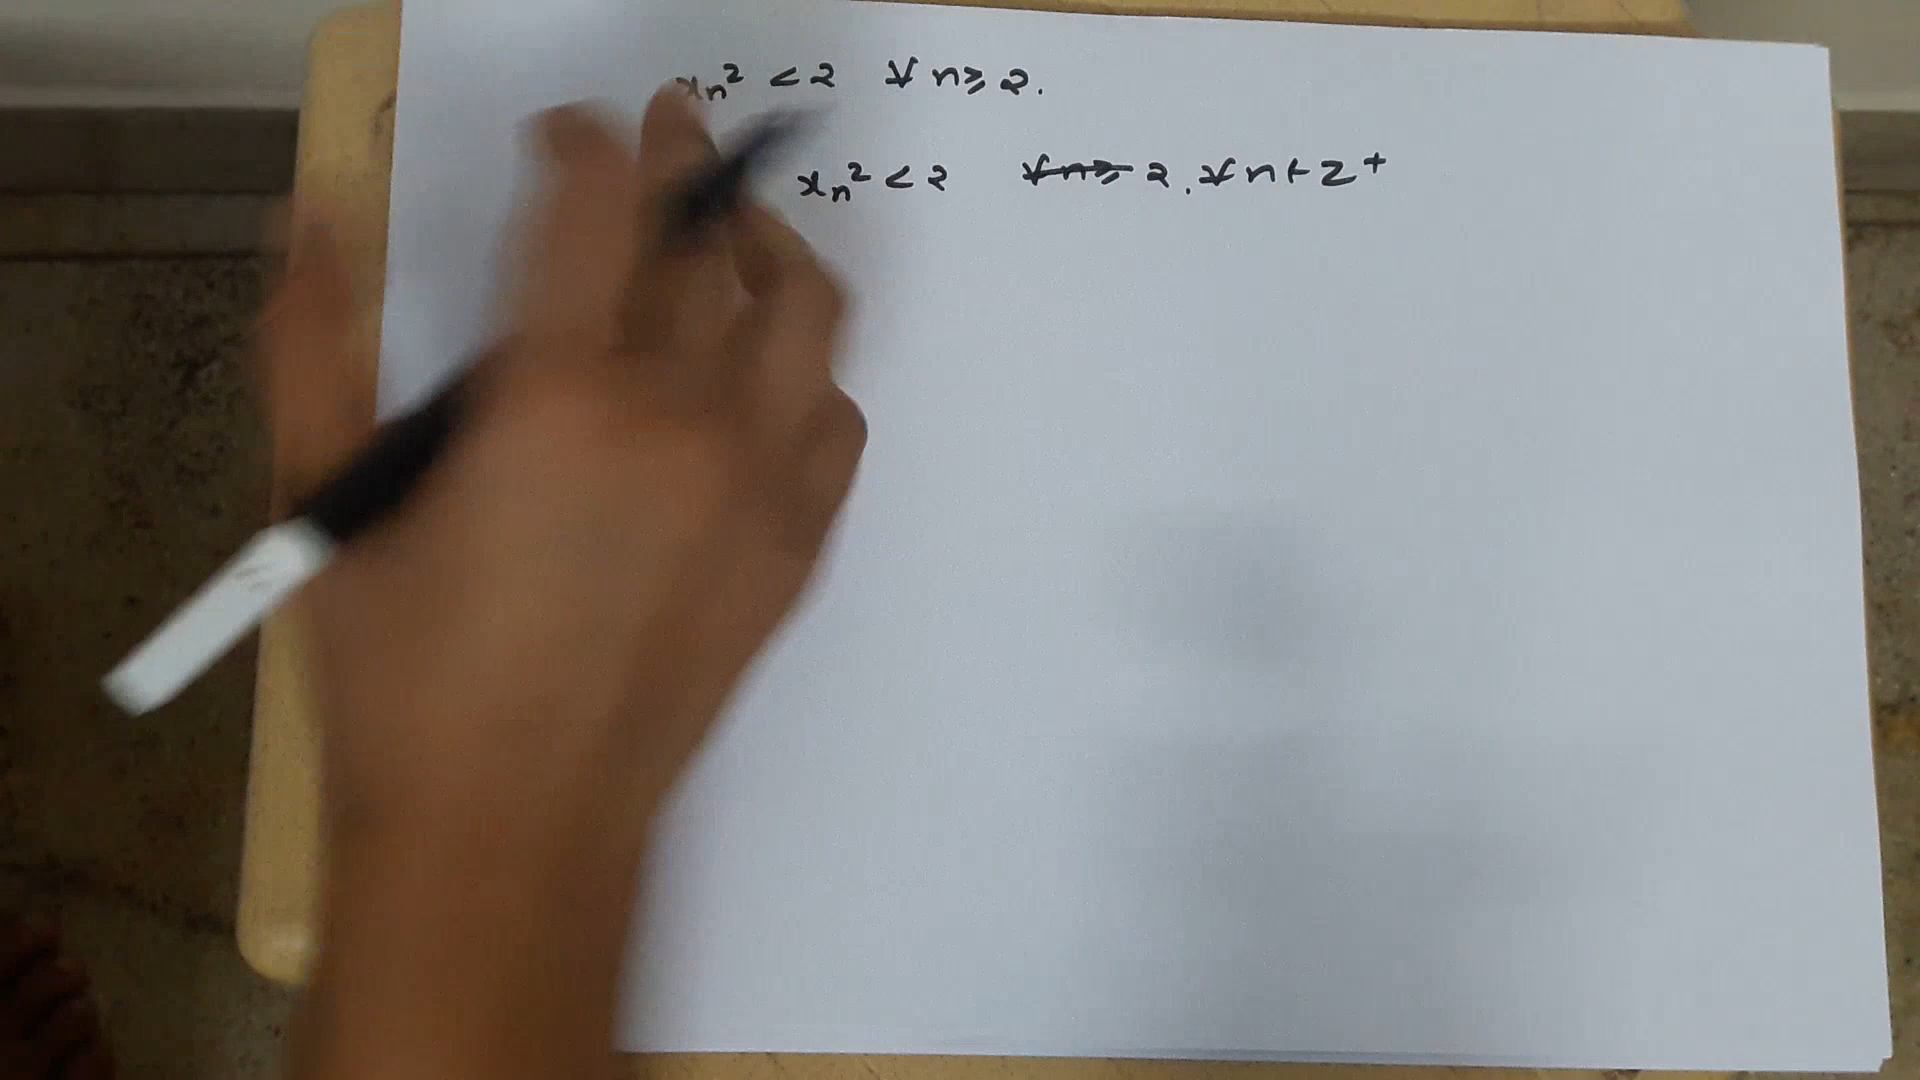 xₙ² < 2 ∀ n ≥ 2.
xₙ² < 2 ∀ n ≥ 2. ∀ n ∈ Z⁺